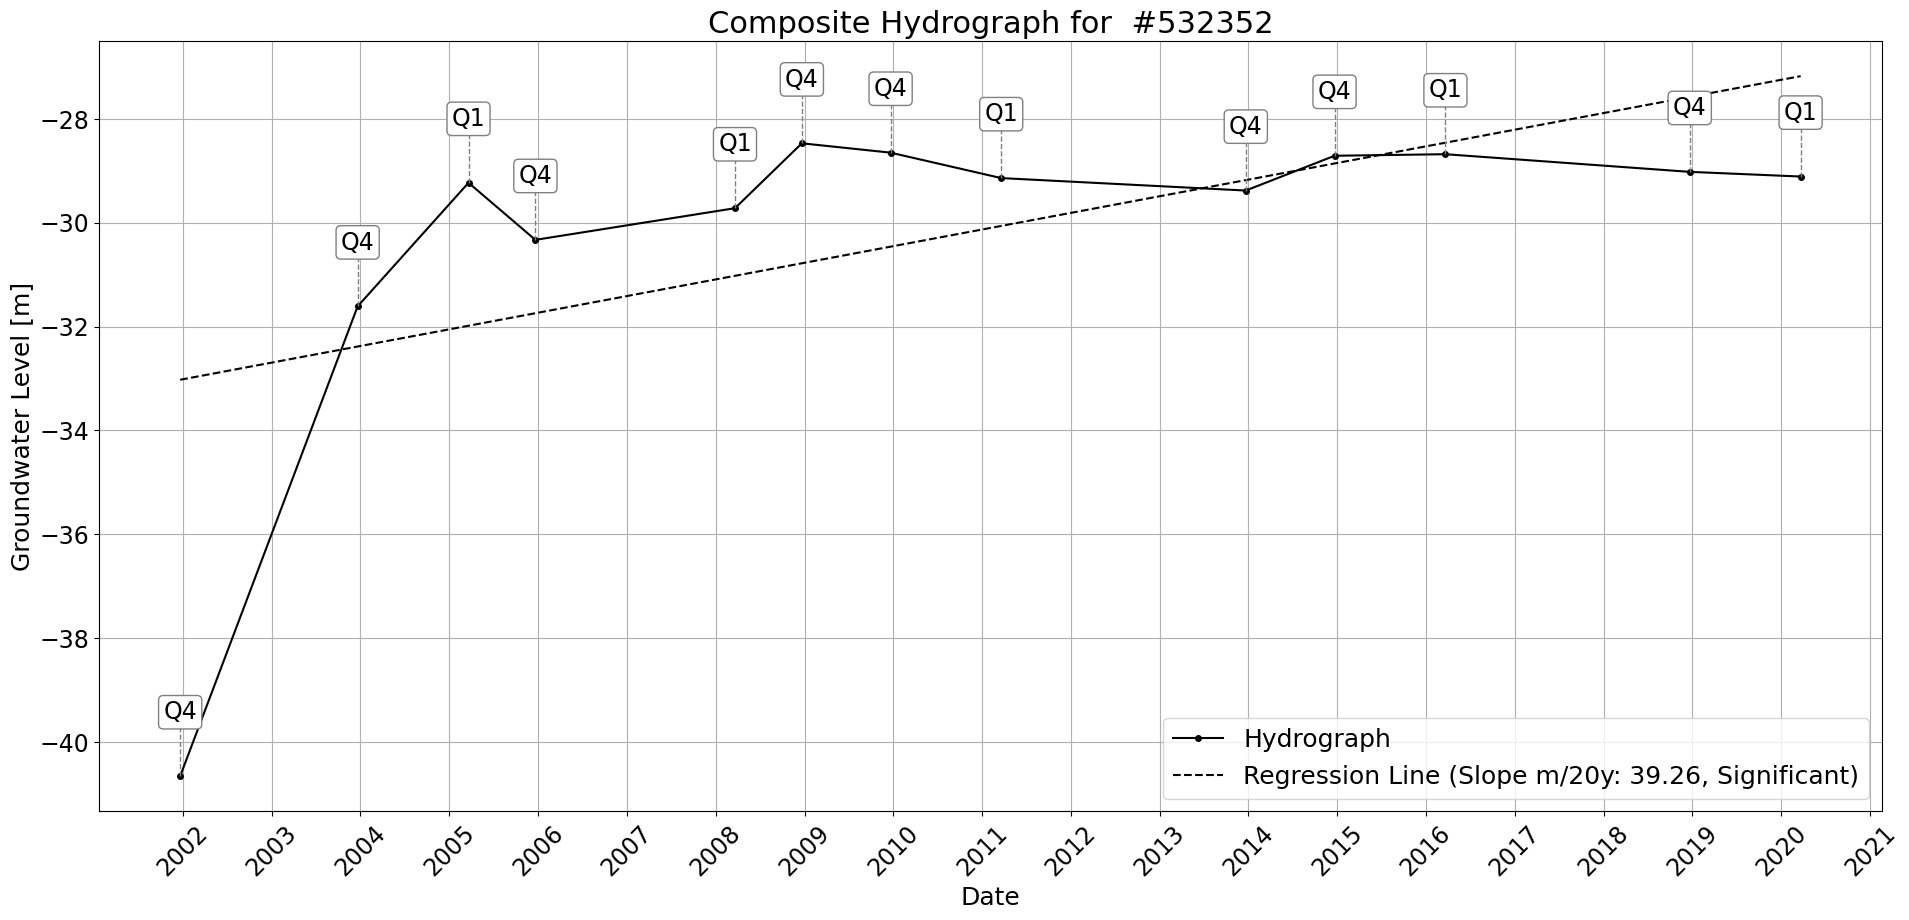 Composite Hydrograph for  #532352
Q4
Q4
Q1
Q4
Q1
Q4
Q4
Q1
Q4
Q4
Q1
Q4
Q1
−28
−30
−32
−34
−36
−38
−40
Groundwater Level [m]
Hydrograph
Regression Line (Slope m/20y: 39.26, Significant)
2002
2003
2004
2005
2006
2007
2008
2009
2010
2011
2012
2013
2014
2015
2016
2017
2018
2019
2020
2021
Date